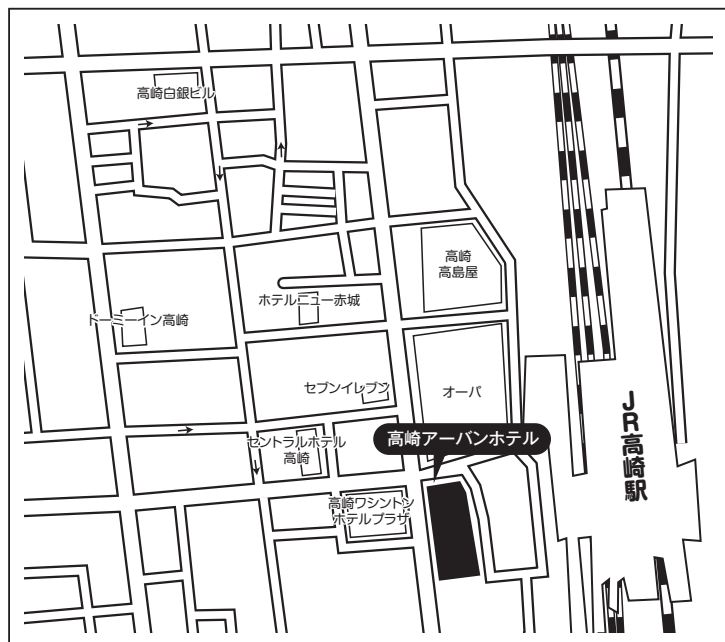 高崎白銀ビル
高崎
高島屋
ホテルニュー赤城
ドーミーイン高崎
セブンイレブン
オーパ
JR高崎駅
高崎アーバンホテル
セントラルホテル
高崎
高崎ワシントン
ホテルプラザ